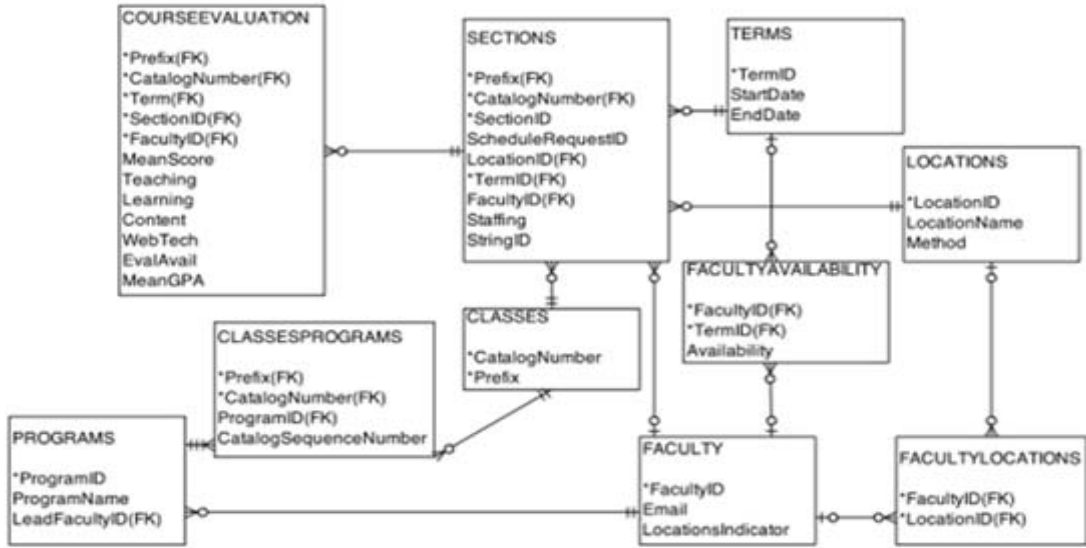 COURSEEVALUATION
*Prefix(FK)
*CatalogNumber(FK)
*Term(FK)
*SectionID(FK)
*FacultyID(FK)
MeanScore
Teaching
Learning
Content
WebTech
EvalAvail
MeanGPA
SECTIONS
*Prefix(FK)
*CatalogNumber(FK)
*SectionID
ScheduleRequestID
LocationID(FK)
*TermID(FK)
FacultyID(FK)
Staffing
StringID
TERMS
*TermID
StartDate
EndDate
LOCATIONS
*LocationID
LocationName
Method
FACULTYAVAILABILITY
*FacultyID(FK)
*TermID(FK)
Availability
CLASSES
*CatalogNumber
*Prefix
CLASSESPROGRAMS
*Prefix(FK)
*CatalogNumber(FK)
ProgramID(FK)
CatalogSequenceNumber
PROGRAMS
*ProgramID
ProgramName
LeadFacultyID(FK)
FACULTY
*FacultyID
Email
LocationsIndicator
FACULTYLOCATIONS
*FacultyID(FK)
*LocationID(FK)